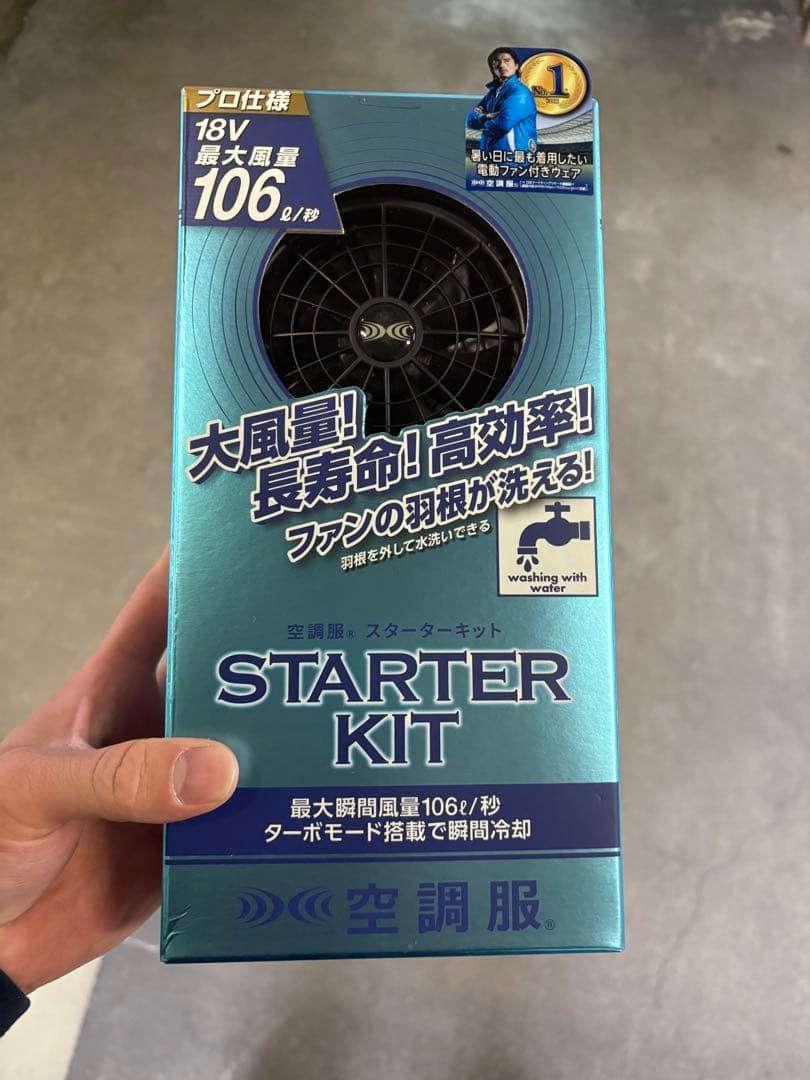 プロ仕様
18V
最大風量
106ℓ/秒
No.1
2022
暑い日に最も着用したい
電動ファン付きウェア
空調服®
大風量!
長寿命!高効率!
ファンの羽根が洗える!
羽根を外して水洗いできる
washing with
water
空調服® スターターキット
STARTER
KIT
最大瞬間風量106ℓ/秒
ターボモード搭載で瞬間冷却
空調服®